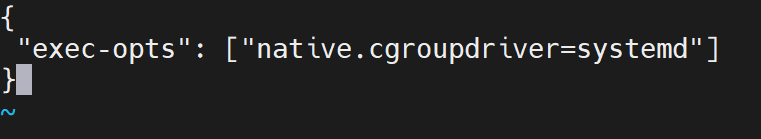 {
 "exec-opts": ["native.cgroupdriver=systemd"]
}
~